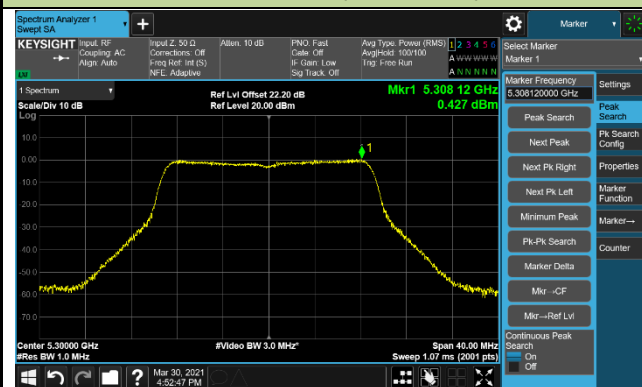 Spectrum Analyzer 1
Swept SA
+
Marker
KEYSIGHT
Input: RF
Coupling: AC
Align: Auto
Input Z: 50 Ω
Corrections: Off
Freq Ref: Int (S)
NFE: Adaptive
Atten: 10 dB
PNO: Fast
Gate: Off
IF Gain: Low
Sig Track: Off
Avg Type: Power (RMS)
Avg|Hold: 100/100
Trig: Free Run
1 2 3 4 5 6
A W W W W W
A N N N N N
LXI
Select Marker
Marker 1
1 Spectrum
Scale/Div 10 dB
Log
Ref Lvl Offset 22.20 dB
Ref Level 20.00 dBm
Mkr1 5.308 12 GHz
0.427 dBm
10.0
0.00
-10.0
-20.0
-30.0
-40.0
-50.0
-60.0
-70.0
1
Center 5.30000 GHz
#Res BW 1.0 MHz
#Video BW 3.0 MHz*
Span 40.00 MHz
Sweep 1.07 ms (2001 pts)
Marker Frequency
5.308120000 GHz
Peak Search
Next Peak
Next Pk Right
Next Pk Left
Minimum Peak
Pk-Pk Search
Marker Delta
Mkr→CF
Mkr→Ref Lvl
Continuous Peak
Search
On
Off
Settings
Peak
Search
Pk Search
Config
Properties
Marker
Function
Marker→
Counter
?
Mar 30, 2021
4:52:47 PM